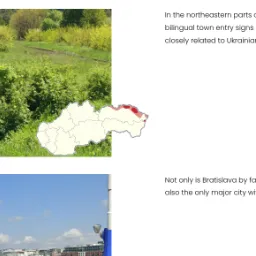 In the northeastern parts
bilingual town entry signs
closely related to Ukrainia
Not only is Bratislava by fa
also the only major city wi